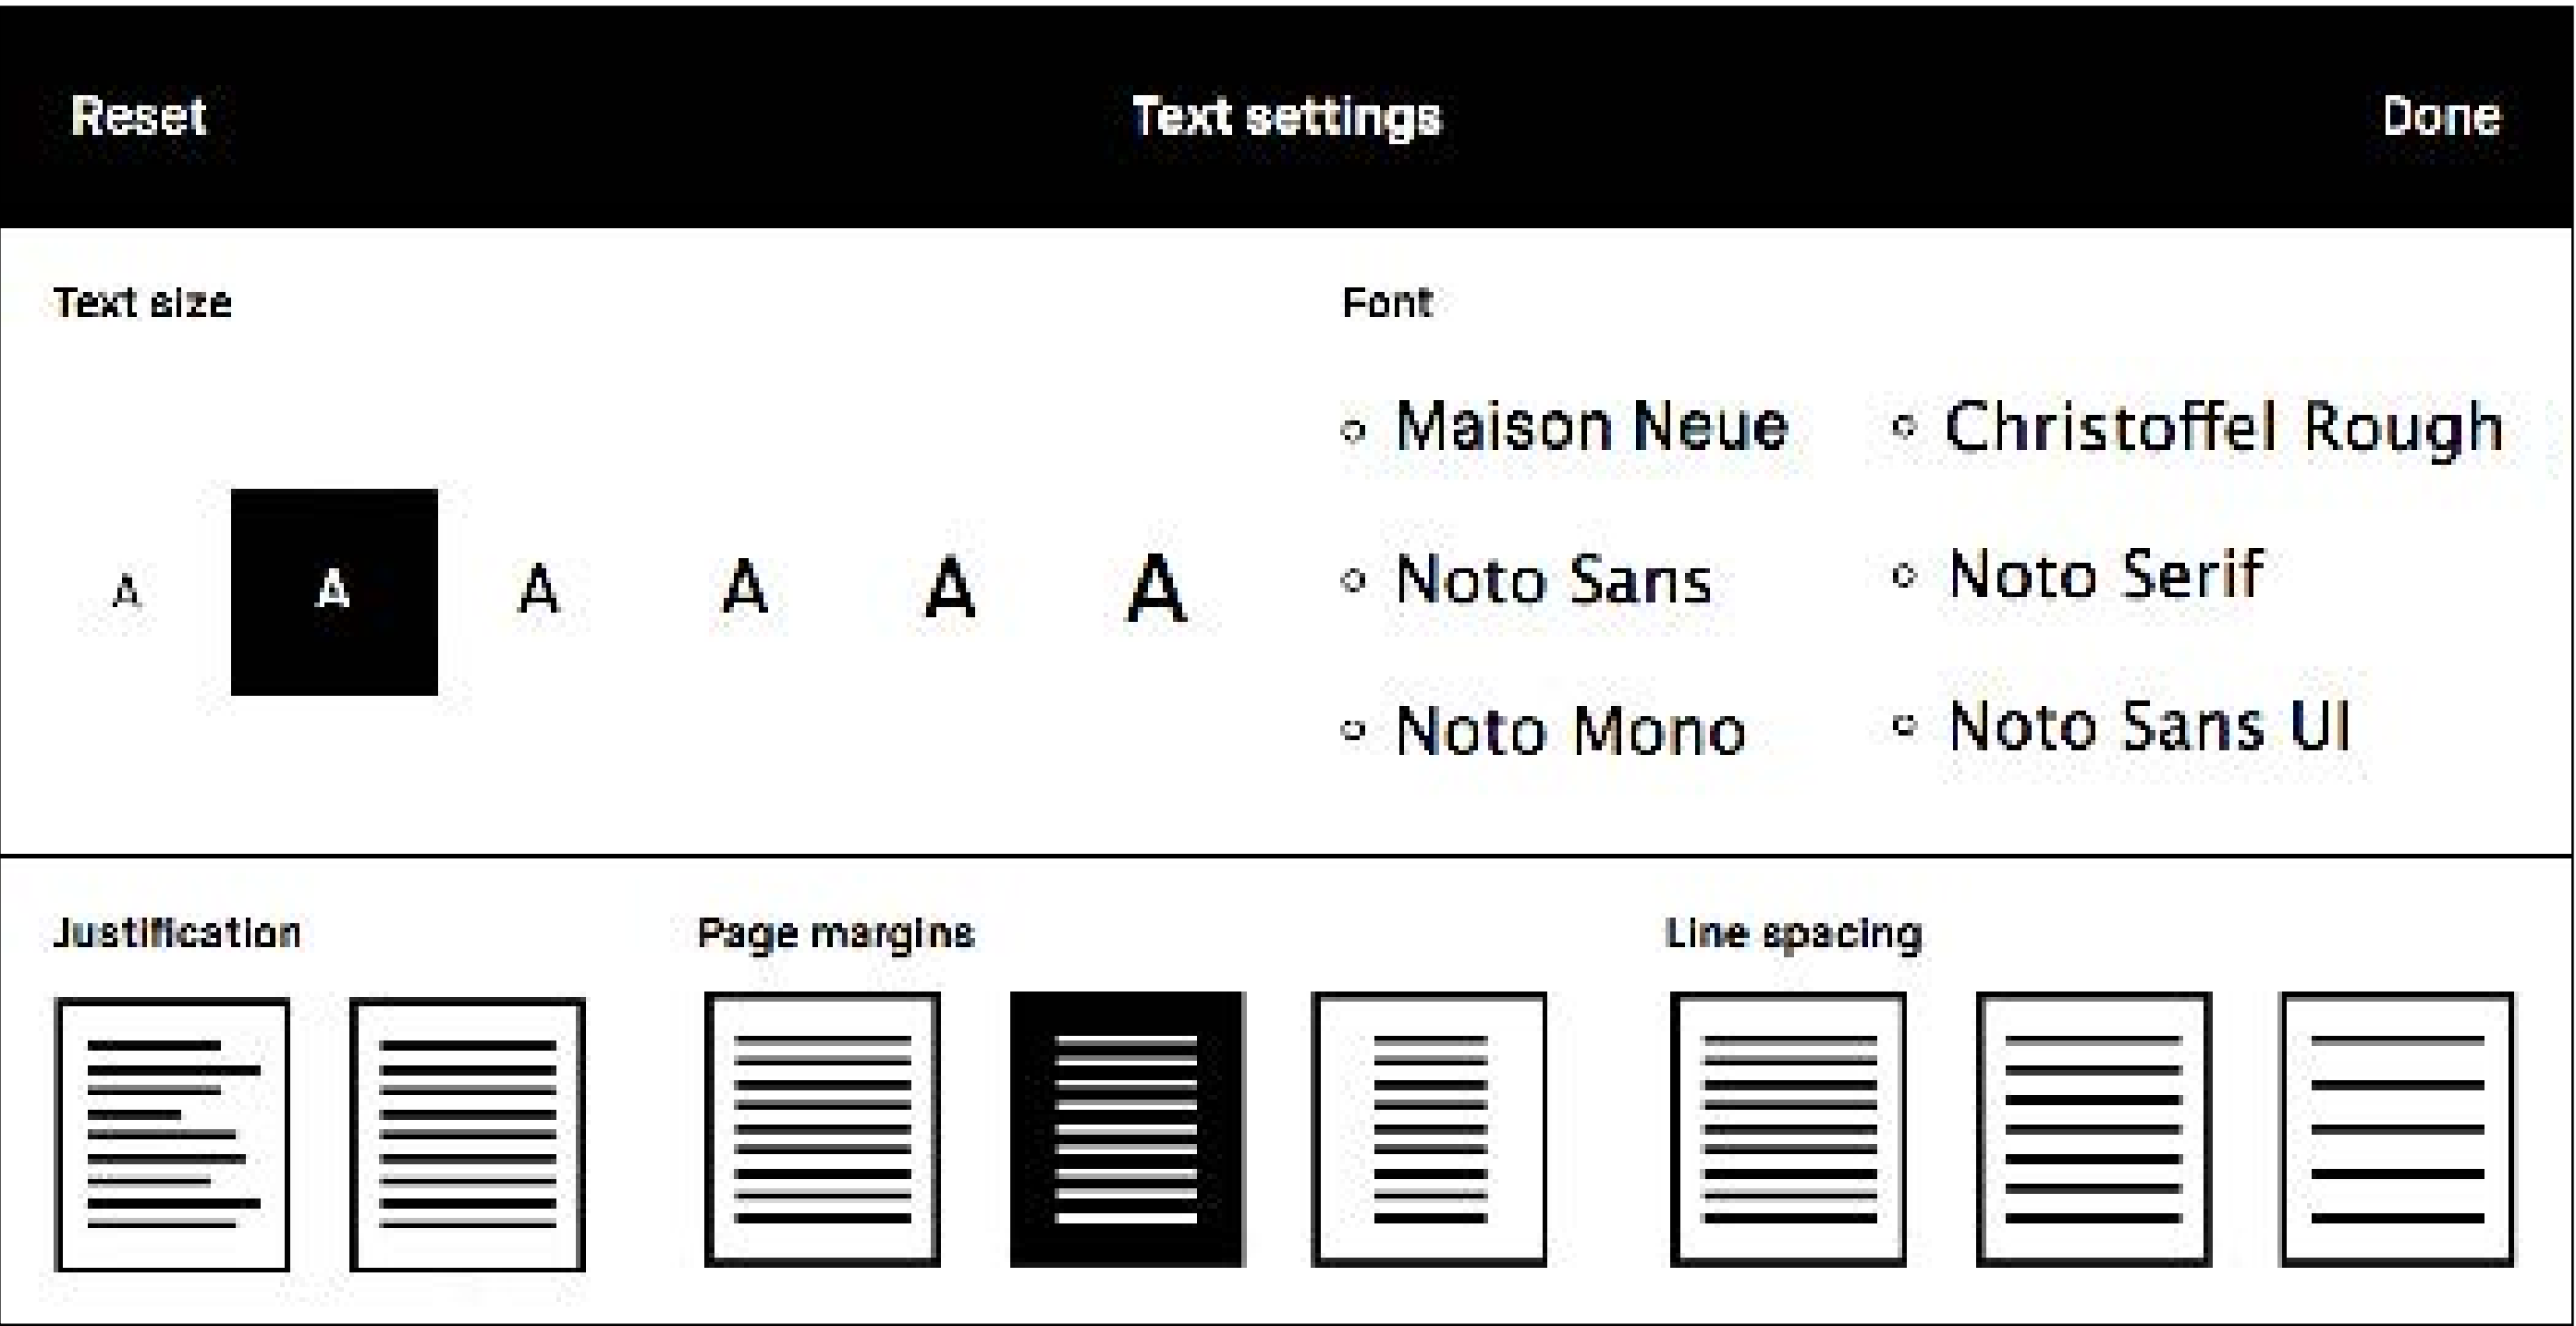 Reset Text settings Done
Text size
A A A A A A
Font
Maison Neue Christoffel Rough
Noto Sans Noto Serif
Noto Mono Noto Sans UI
Justification
Page margins
Line spacing